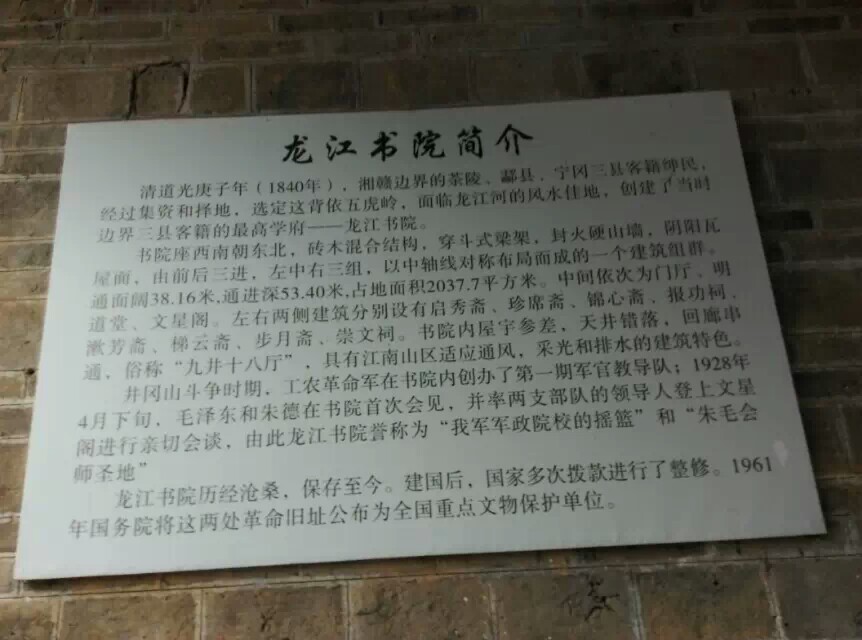 龙江书院简介
清道光庚子年（1840年），湘赣边界的茶陵、酃县、宁冈三县客籍绅民，
经过集资和择地，选定这背依五虎岭，面临龙江河的风水佳地，创建了当时
边界三县客籍的最高学府——龙江书院。
书院座西南朝东北，砖木混合结构，穿斗式梁架，封火硬山墙，阴阳瓦
屋面，由前后三进，左中右三组，以中轴线对称布局而成的一个建筑组群。
通面阔38.16米,通进深53.40米,占地面积2037.7平方米。中间依次为门厅、明
道堂、文星阁。左右两侧建筑分别设有启秀斋、珍席斋、锦心斋、报功祠、
漱芳斋、梯云斋、步月斋、崇文祠。书院内屋宇参差，天井错落，回廊串
通，俗称“九井十八厅”，具有江南山区适应通风，采光和排水的建筑特色。
井冈山斗争时期，工农革命军在书院内创办了第一期军官教导队；1928年
4月下旬，毛泽东和朱德在书院首次会见，并率两支部队的领导人登上文星
阁进行亲切会谈，由此龙江书院誉称为“我军军政院校的摇篮”和“朱毛会
师圣地”
龙江书院历经沧桑，保存至今。建国后，国家多次拨款进行了整修。1961
年国务院将这两处革命旧址公布为全国重点文物保护单位。